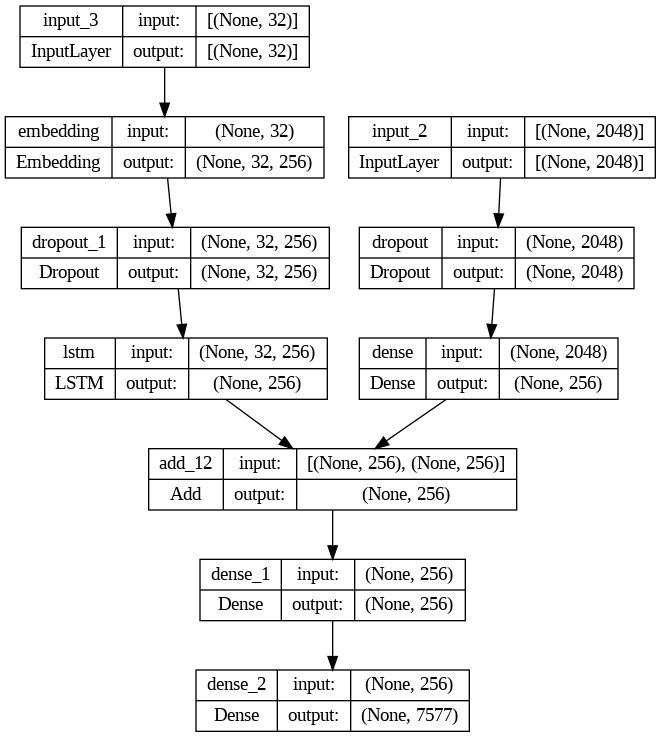 input_3 input: [(None, 32)]
InputLayer output: [(None, 32)]
embedding input: (None, 32)
Embedding output: (None, 32, 256)
input_2 input: [(None, 2048)]
InputLayer output: [(None, 2048)]
dropout_1 input: (None, 32, 256)
Dropout output: (None, 32, 256)
dropout input: (None, 2048)
Dropout output: (None, 2048)
lstm input: (None, 32, 256)
LSTM output: (None, 256)
dense input: (None, 2048)
Dense output: (None, 256)
add_12 input: [(None, 256), (None, 256)]
Add output: (None, 256)
dense_1 input: (None, 256)
Dense output: (None, 256)
dense_2 input: (None, 256)
Dense output: (None, 7577)